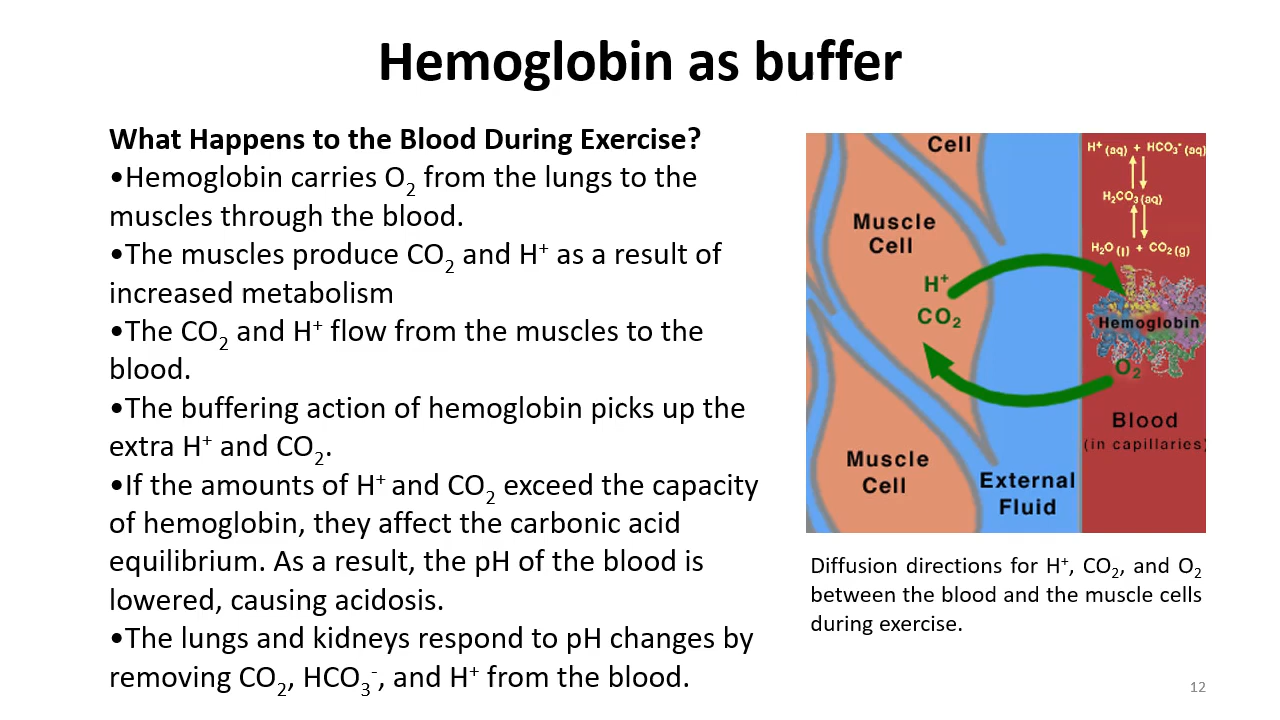 Hemoglobin as buffer
What Happens to the Blood During Exercise?
•Hemoglobin carries O₂ from the lungs to the
muscles through the blood.
•The muscles produce CO₂ and H⁺ as a result of
increased metabolism
•The CO₂ and H⁺ flow from the muscles to the
blood.
•The buffering action of hemoglobin picks up the
extra H⁺ and CO₂.
•If the amounts of H⁺ and CO₂ exceed the capacity
of hemoglobin, they affect the carbonic acid
equilibrium. As a result, the pH of the blood is
lowered, causing acidosis.
•The lungs and kidneys respond to pH changes by
removing CO₂, HCO₃⁻, and H⁺ from the blood.
Cell
Muscle
Cell
H⁺
CO₂
Muscle
Cell
External
Fluid
H⁺ (aq) + HCO₃⁻ (aq)
H₂CO₃ (aq)
H₂O (l) + CO₂ (g)
Hemoglobin
O₂
Blood
(in capillaries)
Diffusion directions for H⁺, CO₂, and O₂
between the blood and the muscle cells
during exercise.
12